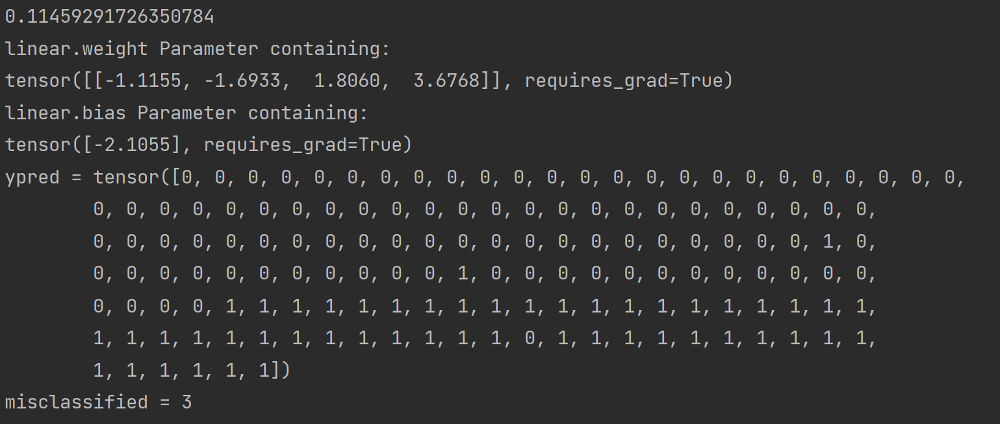 0.11459291726350784
linear.weight Parameter containing:
tensor([[-1.1155, -1.6933,  1.8060,  3.6768]], requires_grad=True)
linear.bias Parameter containing:
tensor([-2.1055], requires_grad=True)
ypred = tensor([0, 0, 0, 0, 0, 0, 0, 0, 0, 0, 0, 0, 0, 0, 0, 0, 0, 0, 0, 0, 0, 0, 0, 0,
        0, 0, 0, 0, 0, 0, 0, 0, 0, 0, 0, 0, 0, 0, 0, 0, 0, 0, 0, 0, 0, 0, 0, 0,
        0, 0, 0, 0, 0, 0, 0, 0, 0, 0, 0, 0, 0, 0, 0, 0, 0, 0, 0, 0, 0, 0, 1, 0,
        0, 0, 0, 0, 0, 0, 0, 0, 0, 0, 0, 1, 0, 0, 0, 0, 0, 0, 0, 0, 0, 0, 0, 0,
        0, 0, 0, 0, 1, 1, 1, 1, 1, 1, 1, 1, 1, 1, 1, 1, 1, 1, 1, 1, 1, 1, 1, 1,
        1, 1, 1, 1, 1, 1, 1, 1, 1, 1, 1, 1, 1, 0, 1, 1, 1, 1, 1, 1, 1, 1, 1, 1,
        1, 1, 1, 1, 1, 1])
misclassified = 3